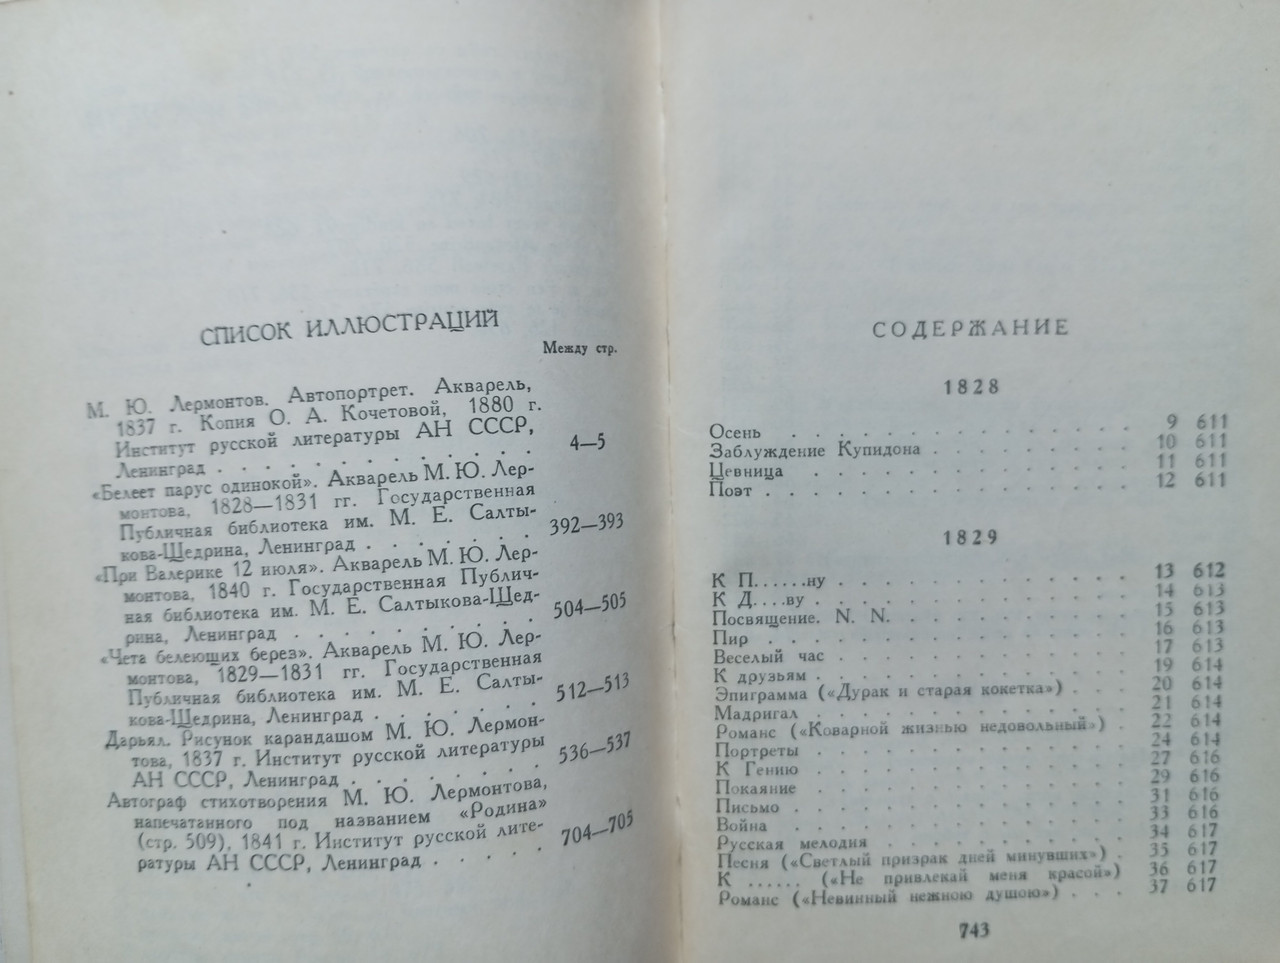 СПИСОК ИЛЛЮСТРАЦИЙ
Между стр.
М. Ю. Лермонтов. Автопортрет. Акварель,
1837 г. Копия О. А. Кочетовой, 1880 г.
Институт русской литературы АН СССР,
Ленинград . . . . . . . . . . . . . . 4—5
«Белеет парус одинокой». Акварель М. Ю. Лер-
монтова, 1828—1831 гг. Государственная
Публичная библиотека им. М. Е. Салты-
кова-Щедрина, Ленинград . . . . . . . 392—393
«При Валерике 12 июля». Акварель М. Ю. Лер-
монтова, 1840 г. Государственная Публич-
ная библиотека им. М. Е. Салтыкова-Щед-
рина, Ленинград . . . . . . . . . . 504—505
«Чета белеющих берез». Акварель М. Ю. Лер-
монтова, 1829—1831 гг. Государственная
Публичная библиотека им. М. Е. Салты-
кова-Щедрина, Ленинград . . . . . . . 512—513
Дарьял. Рисунок карандашом М. Ю. Лермон-
това, 1837 г. Институт русской литературы
АН СССР, Ленинград . . . . . . . . 536—537
Автограф стихотворения М. Ю. Лермонтова,
напечатанного под названием «Родина»
(стр. 509), 1841 г. Институт русской лите-
ратуры АН СССР, Ленинград . . . . . 704—705
СОДЕРЖАНИЕ
1828
Осень . . . . . . . . . . . . . . 9 611
Заблуждение Купидона . . . . . . . . . 10 611
Цевница . . . . . . . . . . . . . 11 611
Поэт . . . . . . . . . . . . . . . 12 611
1829
К П......ну . . . . . . . . . . . . . 13 612
К Д....ву . . . . . . . . . . . . . . 14 613
Посвящение. N. N. . . . . . . . . . . 15 613
Пир . . . . . . . . . . . . . . . 16 613
Веселый час . . . . . . . . . . . . . 17 613
К друзьям . . . . . . . . . . . . . . 19 614
Эпиграмма («Дурак и старая кокетка») . . . 20 614
Мадригал . . . . . . . . . . . . . 21 614
Романс («Коварной жизнью недовольный») . 22 614
Портреты . . . . . . . . . . . . . 24 614
К Гению . . . . . . . . . . . . . . 27 616
Покаяние . . . . . . . . . . . . . 29 616
Письмо . . . . . . . . . . . . . . 31 616
Война . . . . . . . . . . . . . . 33 616
Русская мелодия . . . . . . . . . . . 34 617
Песня («Светлый призрак дней минувших») . 35 617
К ...... («Не привлекай меня красой») 36 617
Романс («Невинный нежною душою») . . . 37 617
743